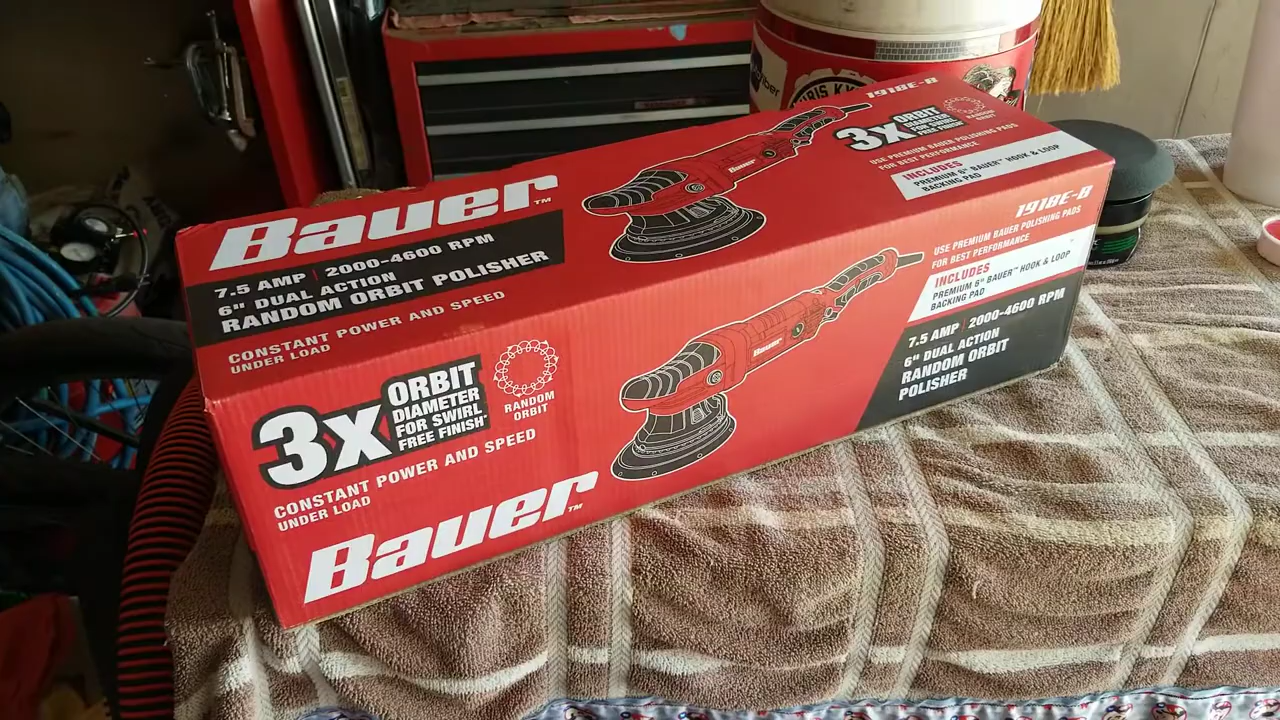 1918E-B
3x
ORBIT
DIAMETER
FOR SWIRL
FREE FINISH*
RANDOM
ORBIT
USE PREMIUM BAUER POLISHING PADS
FOR BEST PERFORMANCE
INCLUDES
PREMIUM 6" BAUER™ HOOK & LOOP
BACKING PAD
Bauer
Bauer™
7.5 AMP | 2000-4600 RPM
6" DUAL ACTION
RANDOM ORBIT POLISHER
CONSTANT POWER AND SPEED
UNDER LOAD
1918E-B
USE PREMIUM BAUER POLISHING PADS
FOR BEST PERFORMANCE
INCLUDES
PREMIUM 6" BAUER™ HOOK & LOOP
BACKING PAD
7.5 AMP | 2000-4600 RPM
6" DUAL ACTION
RANDOM ORBIT
POLISHER
Bauer
3x
ORBIT
DIAMETER
FOR SWIRL
FREE FINISH*
RANDOM
ORBIT
CONSTANT POWER AND SPEED
UNDER LOAD
Bauer™